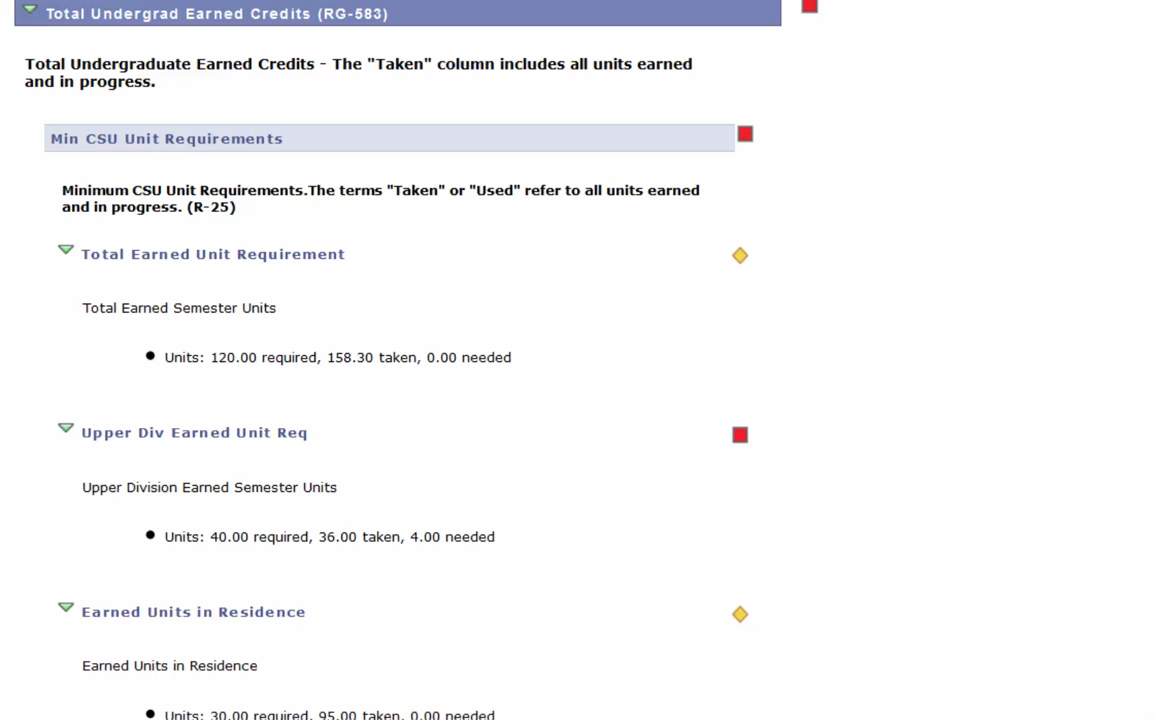 Total Undergrad Earned Credits (RG-583)
Total Undergraduate Earned Credits - The "Taken" column includes all units earned
and in progress.
Min CSU Unit Requirements
Minimum CSU Unit Requirements.The terms "Taken" or "Used" refer to all units earned
and in progress. (R-25)
Total Earned Unit Requirement
Total Earned Semester Units
Units: 120.00 required, 158.30 taken, 0.00 needed
Upper Div Earned Unit Req
Upper Division Earned Semester Units
Units: 40.00 required, 36.00 taken, 4.00 needed
Earned Units in Residence
Earned Units in Residence
Units: 30.00 required, 95.00 taken, 0.00 needed